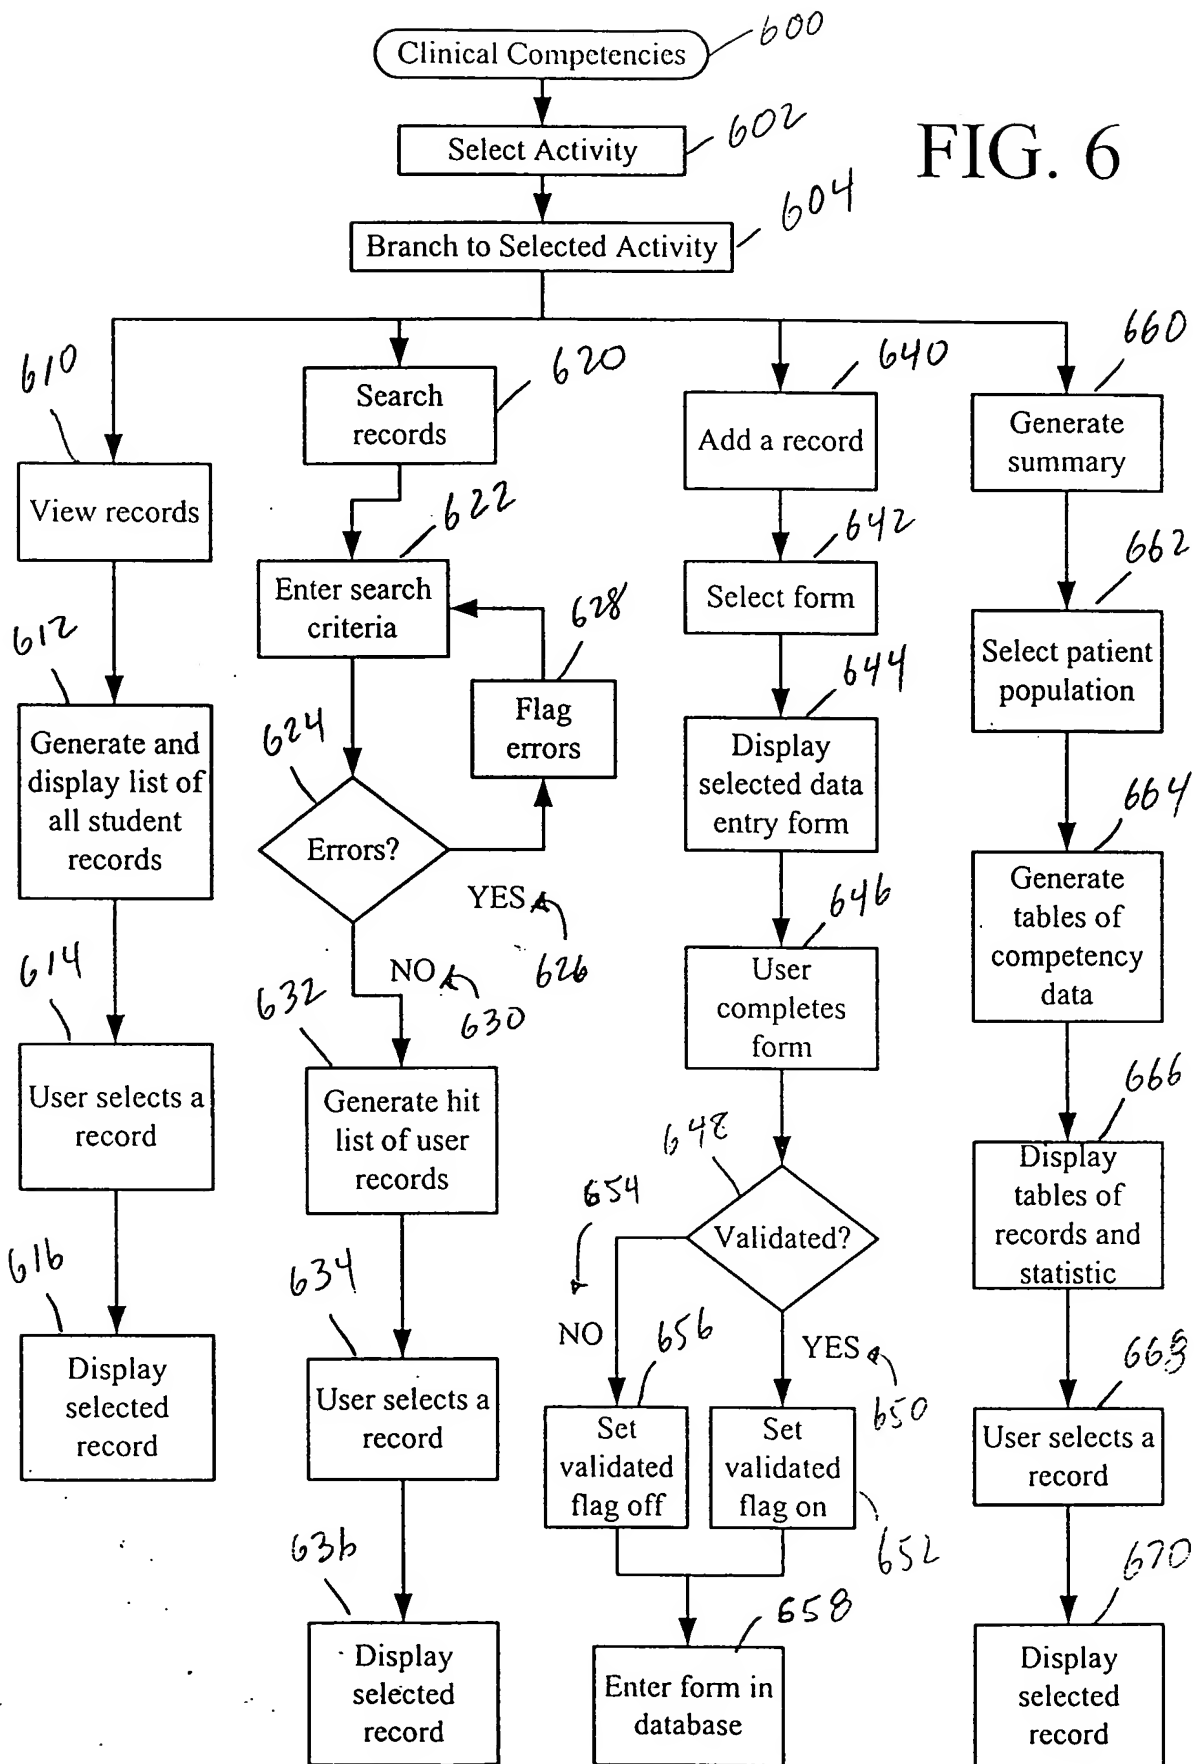 600
Clinical Competencies
602
Select Activity
FIG. 6
604
Branch to Selected Activity
610
View records
612
Generate and
display list of
all student
records
614
User selects a
record
616
Display
selected
record
620
Search
records
622
Enter search
criteria
628
Flag
errors
624
Errors?
YES
626
NO
630
632
Generate hit
list of user
records
634
User selects a
record
636
Display
selected
record
640
Add a record
642
Select form
644
Display
selected data
entry form
646
User
completes
form
648
Validated?
654
NO
656
Set
validated
flag off
YES
650
Set
validated
flag on
652
658
Enter form in
database
660
Generate
summary
662
Select patient
population
664
Generate
tables of
competency
data
666
Display
tables of
records and
statistic
668
User selects a
record
670
Display
selected
record